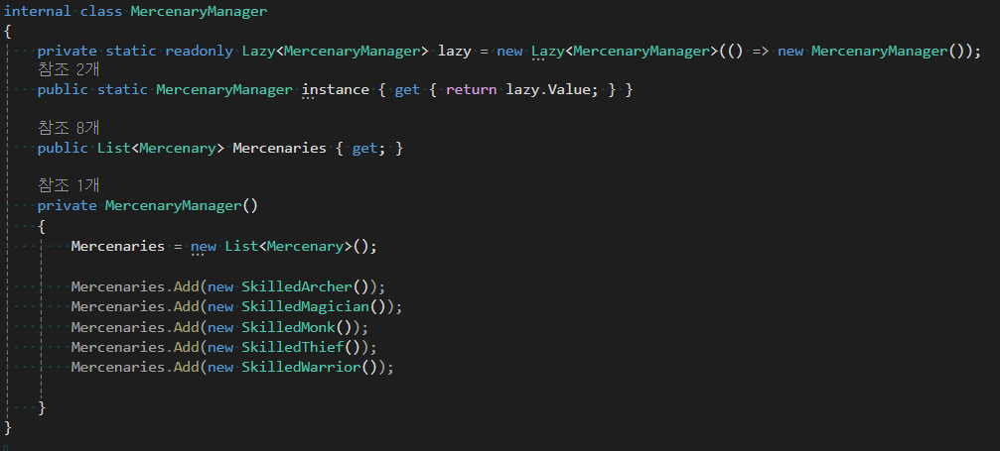 internal class MercenaryManager
{
private static readonly Lazy<MercenaryManager> lazy = new Lazy<MercenaryManager>(() => new MercenaryManager());
참조 2개
public static MercenaryManager instance { get { return lazy.Value; } }
참조 8개
public List<Mercenary> Mercenaries { get; }
참조 1개
private MercenaryManager()
{
Mercenaries = new List<Mercenary>();
Mercenaries.Add(new SkilledArcher());
Mercenaries.Add(new SkilledMagician());
Mercenaries.Add(new SkilledMonk());
Mercenaries.Add(new SkilledThief());
Mercenaries.Add(new SkilledWarrior());
}
}